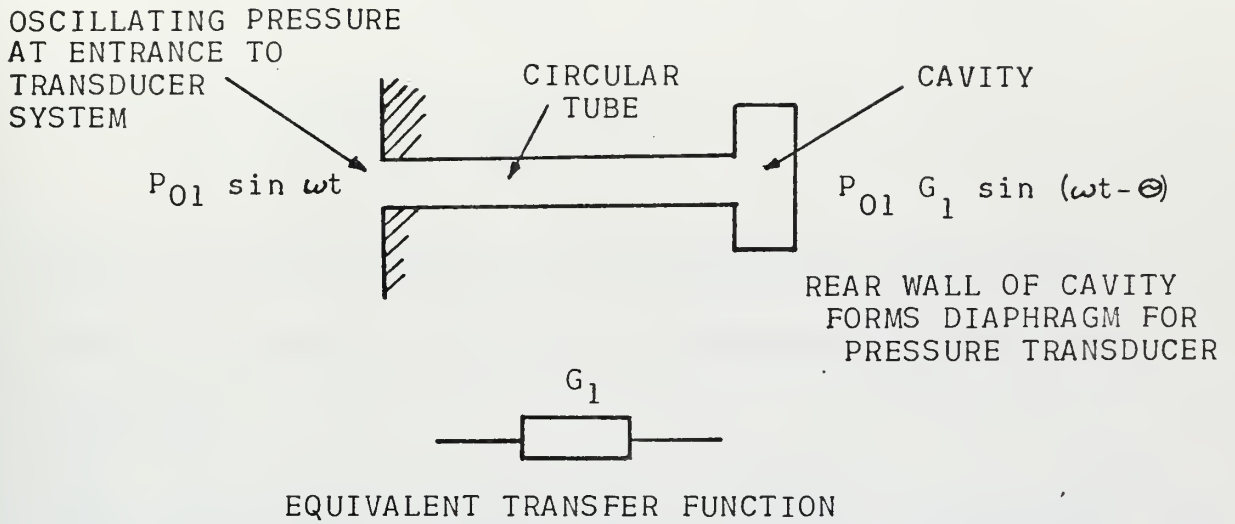 OSCILLATING PRESSURE
AT ENTRANCE TO
TRANSDUCER
SYSTEM
CIRCULAR
TUBE
CAVITY
P01 sin ωt
P01 G1 sin (ωt-Θ)
REAR WALL OF CAVITY
FORMS DIAPHRAGM FOR
PRESSURE TRANSDUCER
G1
EQUIVALENT TRANSFER FUNCTION